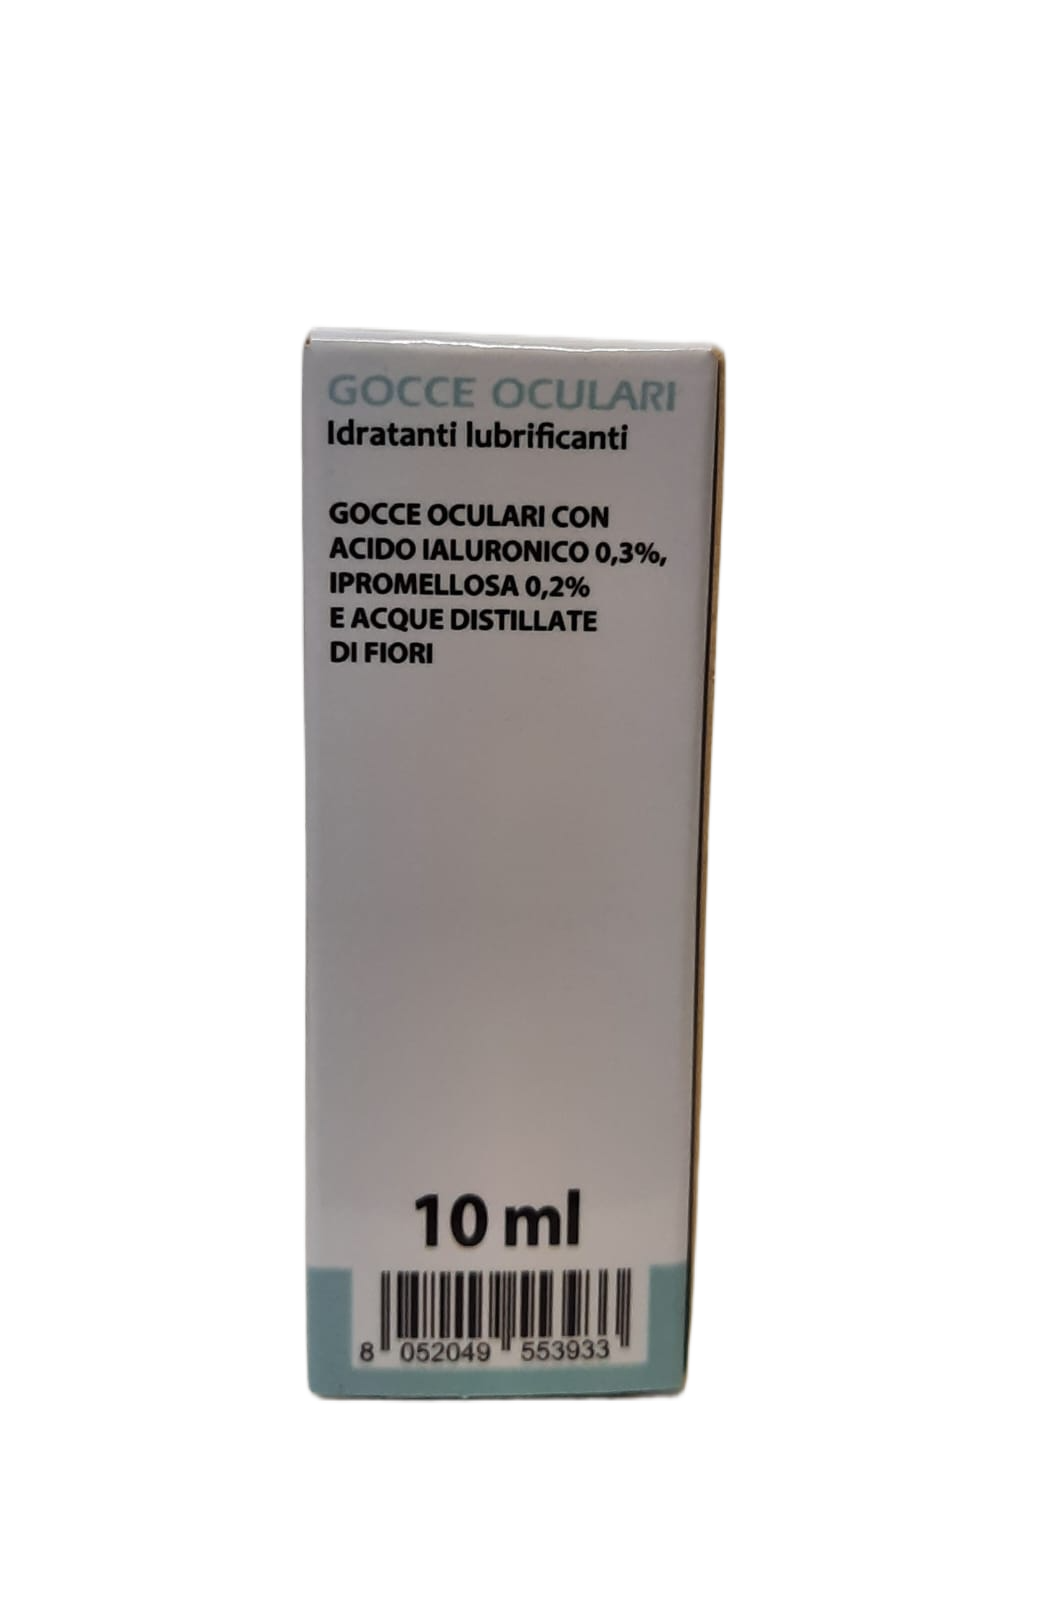 GOCCE OCULARI
Idratanti lubrificanti
GOCCE OCULARI CON
ACIDO IALURONICO 0,3%,
IPROMELLOSA 0,2%
E ACQUE DISTILLATE
DI FIORI
10 ml
8 052049 553933